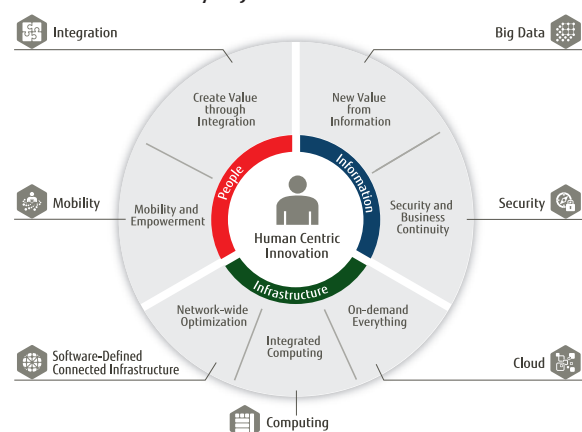 Integration
Big Data
Create Value
through
Integration
New Value
from
Information
People
Information
Mobility
Mobility and
Empowerment
Security and
Business
Continuity
Security
Human Centric
Innovation
Infrastructure
Network-wide
Optimization
On-demand
Everything
Integrated
Computing
Software-Defined
Connected Infrastructure
Cloud
Computing